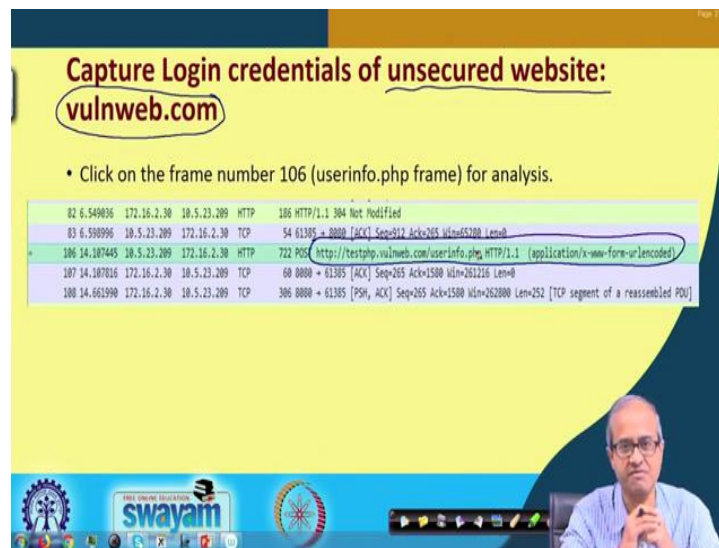 Capture Login credentials of unsecured website:
vulnweb.com
• Click on the frame number 106 (userinfo.php frame) for analysis.
82 6.549036 172.16.2.30 10.5.23.209 HTTP 186 HTTP/1.1 304 Not Modified
83 6.598996 10.5.23.209 172.16.2.30 TCP 54 61385 → 8080 [ACK] Seq=912 Ack=265 Win=65280 Len=0
106 14.107445 10.5.23.209 172.16.2.30 HTTP 722 POST http://testphp.vulnweb.com/userinfo.php HTTP/1.1 (application/x-www-form-urlencoded)
107 14.107816 172.16.2.30 10.5.23.209 TCP 60 8080 → 61385 [ACK] Seq=265 Ack=1580 Win=261216 Len=0
108 14.661990 172.16.2.30 10.5.23.209 TCP 306 8080 → 61385 [PSH, ACK] Seq=265 Ack=1580 Win=262800 Len=252 [TCP segment of a reassembled PDU]
FREE ONLINE EDUCATION
swayam